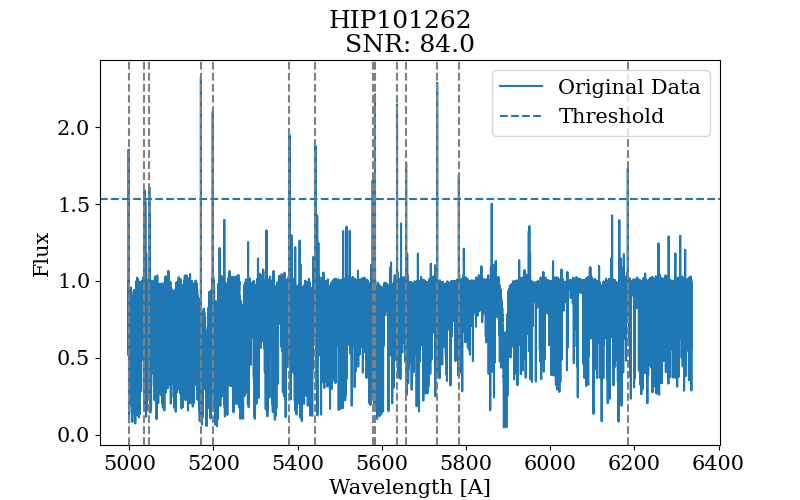 HIP101262
SNR: 84.0
Original Data
Threshold
Flux
2.0
1.5
1.0
0.5
0.0
5000 5200 5400 5600 5800 6000 6200 6400
Wavelength [A]